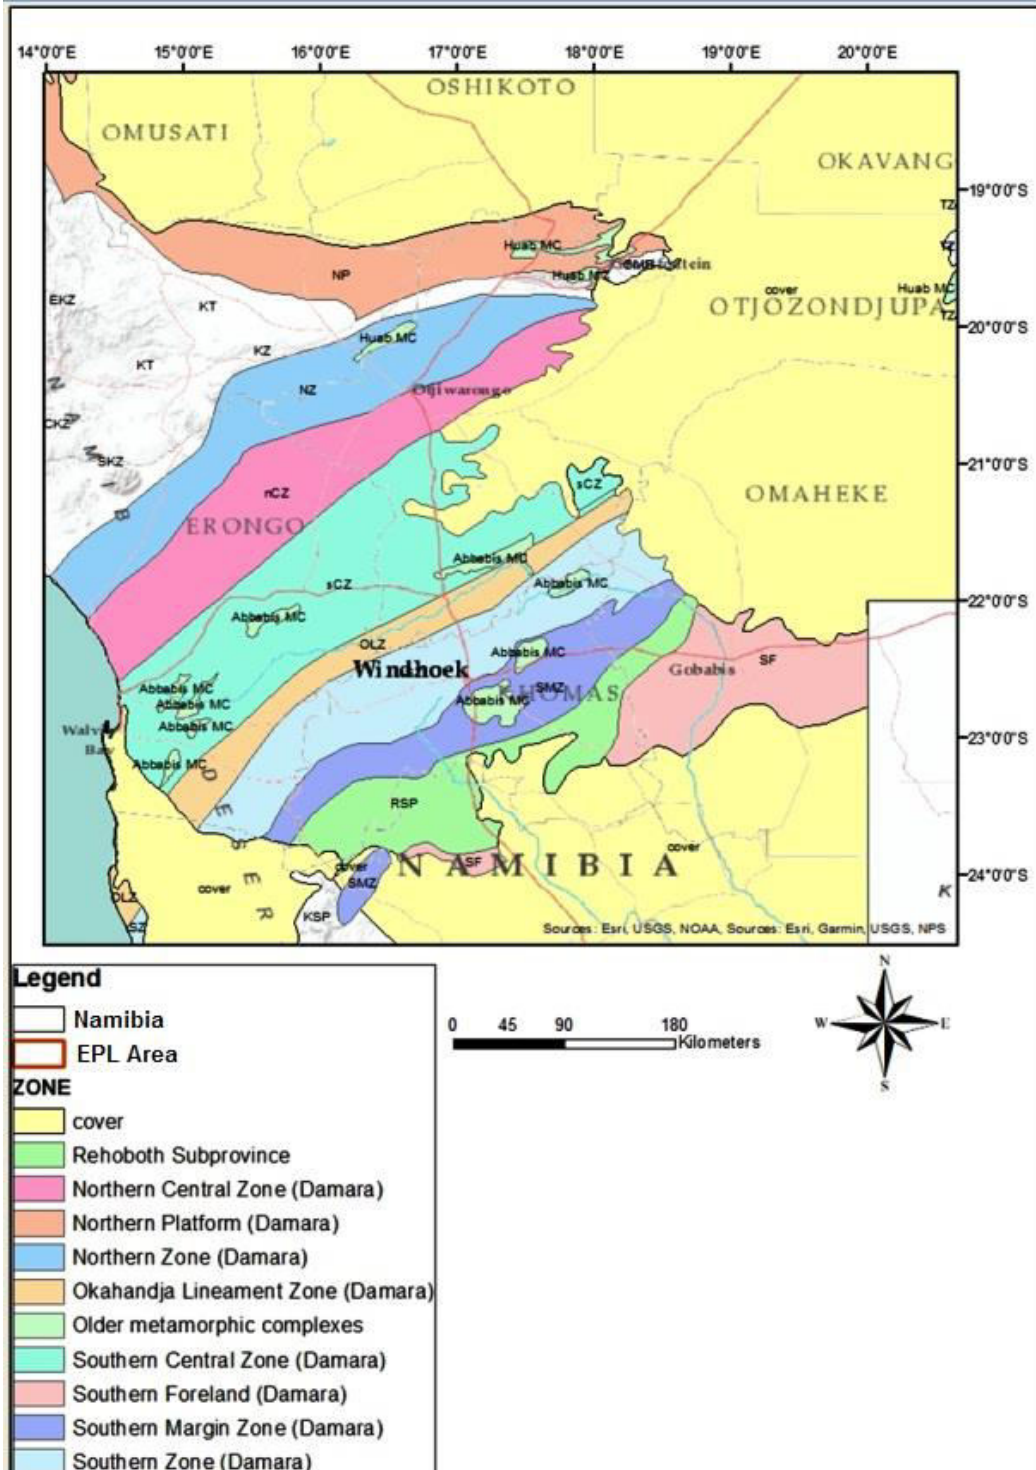 14°0'0"E 15°0'0"E 16°0'0"E 17°0'0"E 18°0'0"E 19°0'0"E 20°0'0"E
OSHIKOTO
OMUSATI
OKAVANG
19°0'0"S
TZ
Huab MC
NP
Huab MC
cover
Huab MC
EKZ
KT
OTJOZONDJUPA
TZ
20°0'0"S
Huab MC
KZ
KT
NZ
Otjiwarongo
CKZ
SKZ
21°0'0"S
sCZ
nCZ
OMAHEKE
ERONGO
Abbabis MC
sCZ
Abbabis MC
22°0'0"S
Abbabis MC
OLZ
Abbabis MC
Windhoek
SF
Gobabis
Abbabis MC
SMZ
KHOMAS
Abbabis MC
Abbabis MC
Abbabis MC
Walvis
Bay
23°0'0"S
Abbabis MC
RSP
cover
NAMIBIA
SF
cover
SMZ
24°0'0"S
cover
OLZ
K
KSP
SZ
NAMIB
DESER
Sources: Esri, USGS, NOAA, Sources: Esri, Garmin, USGS, NPS
Legend
Namibia
EPL Area
ZONE
cover
Rehoboth Subprovince
Northern Central Zone (Damara)
Northern Platform (Damara)
Northern Zone (Damara)
Okahandja Lineament Zone (Damara)
Older metamorphic complexes
Southern Central Zone (Damara)
Southern Foreland (Damara)
Southern Margin Zone (Damara)
Southern Zone (Damara)
0 45 90 180
Kilometers
N
W E
S